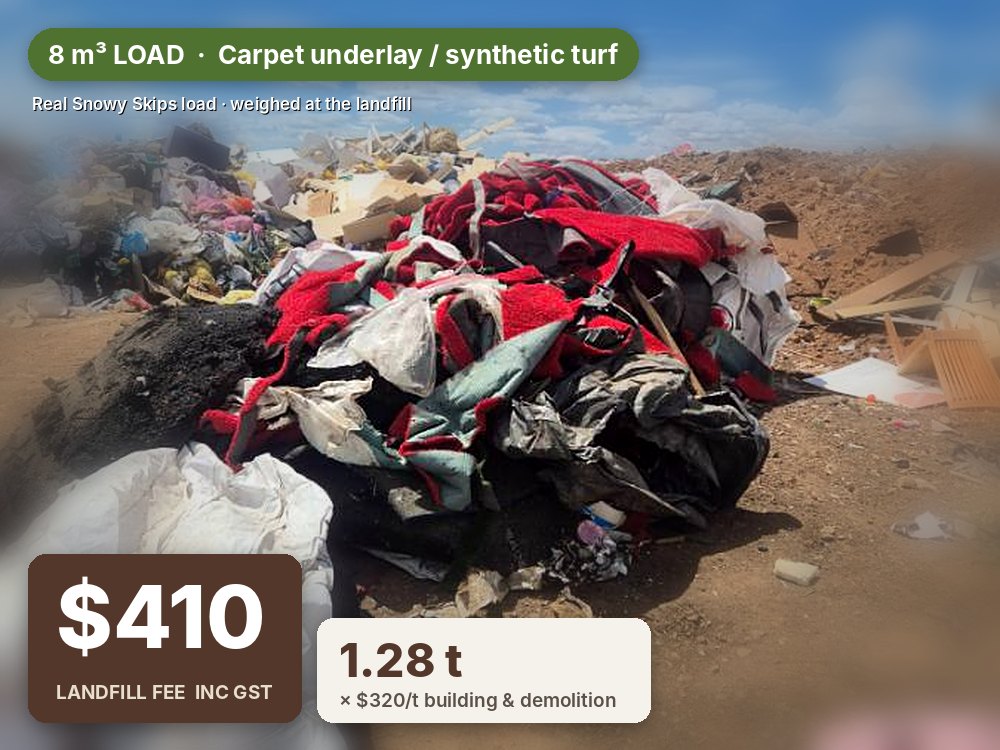 8 m³ LOAD · Carpet underlay / synthetic turf
Real Snowy Skips load · weighed at the landfill
$410
LANDFILL FEE INC GST
1.28 t
× $320/t building & demolition